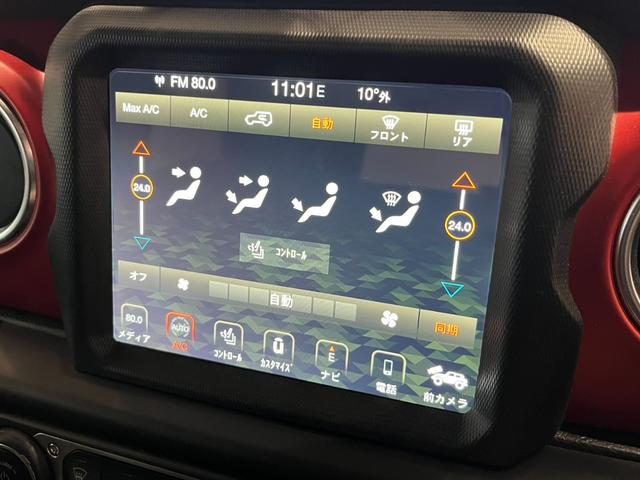 FM 80.0 11:01E 10°外
Max A/C A/C 自動 フロント リア
24.0 24.0
コントロール
オフ 自動 同期
80.0 AUTO E
メディア A/C コントロール カスタマイズ ナビ 電話 前カメラ